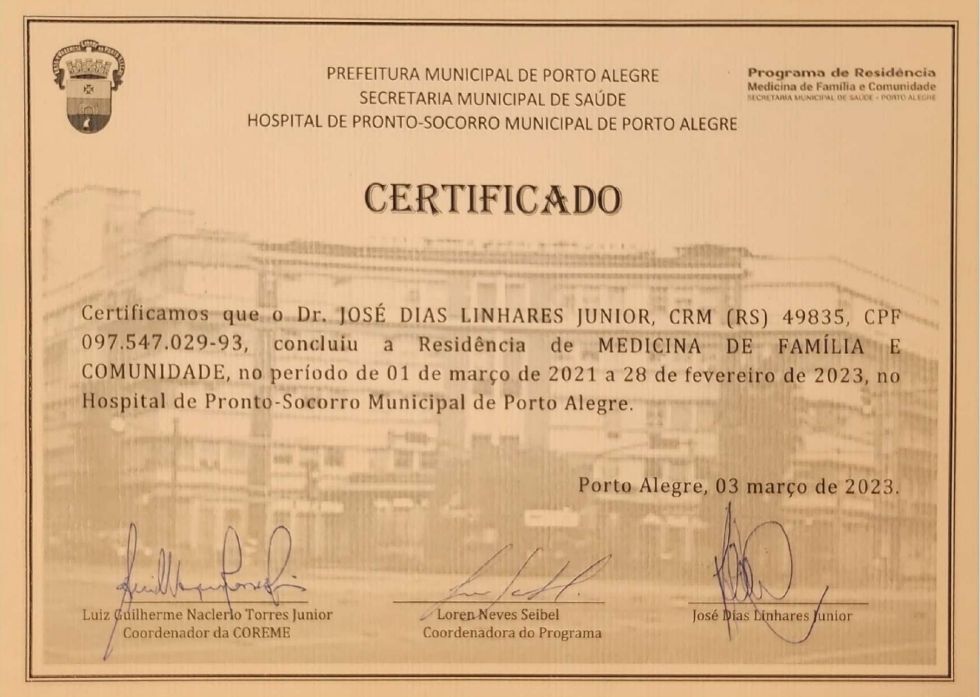 PREFEITURA MUNICIPAL DE PORTO ALEGRE
SECRETARIA MUNICIPAL DE SAÚDE
HOSPITAL DE PRONTO-SOCORRO MUNICIPAL DE PORTO ALEGRE
Programa de Residência
Medicina de Família e Comunidade
SECRETARIA MUNICIPAL DE SAÚDE - PORTO ALEGRE
CERTIFICADO
Certificamos que o Dr. JOSÉ DIAS LINHARES JUNIOR, CRM (RS) 49835, CPF
097.547.029-93, concluiu a Residência de MEDICINA DE FAMÍLIA E
COMUNIDADE, no período de 01 de março de 2021 a 28 de fevereiro de 2023, no
Hospital de Pronto-Socorro Municipal de Porto Alegre.
Porto Alegre, 03 março de 2023.
Luiz Guilherme Naclerio Torres Junior
Coordenador da COREME
Loren Neves Seibel
Coordenadora do Programa
José Dias Linhares Junior